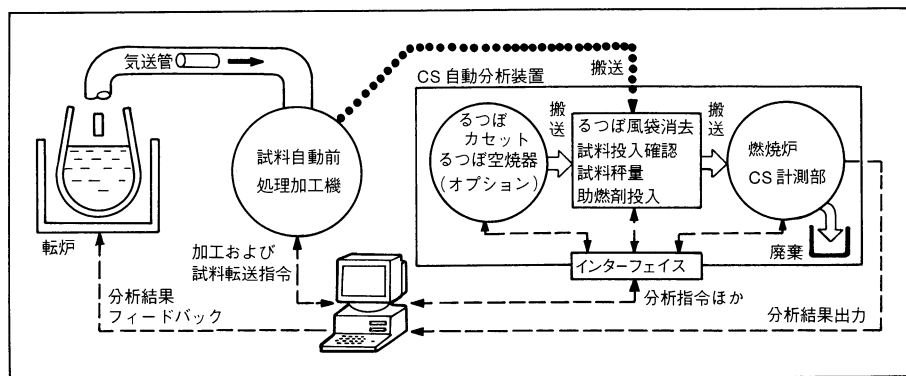 気送管
搬送
CS自動分析装置
試料自動前
処理加工機
るつぼ
カセット
るつぼ空焼器
(オプション)
搬送
るつぼ風袋消去
試料投入確認
試料秤量
助燃剤投入
搬送
燃焼炉
CS計測部
転炉
加工および
試料転送指令
インターフェイス
廃棄
分析結果
フィードバック
分析指令ほか
分析結果出力